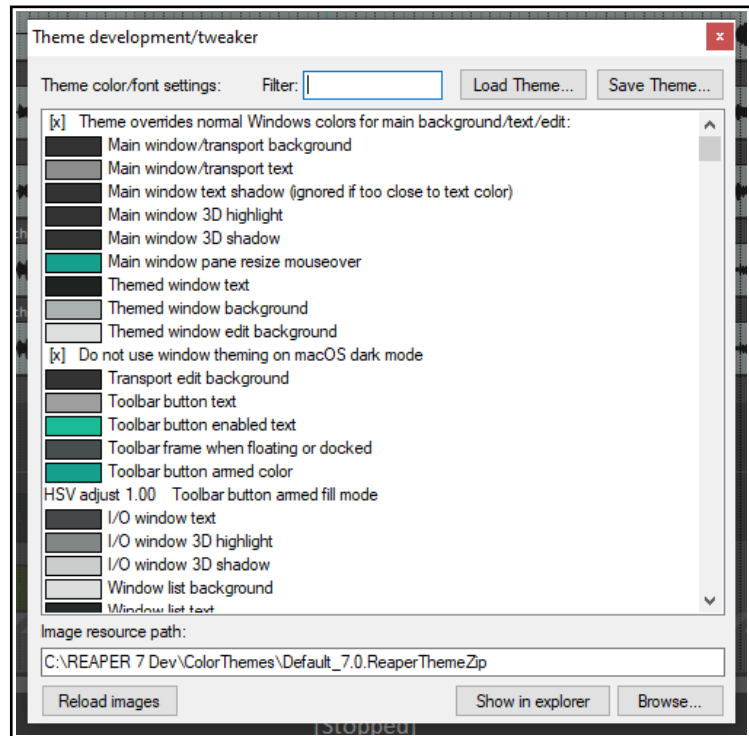 Theme development/tweaker
x
Theme color/font settings: Filter: Load Theme... Save Theme...
[x] Theme overrides normal Windows colors for main background/text/edit:
Main window/transport background
Main window/transport text
Main window text shadow (ignored if too close to text color)
Main window 3D highlight
Main window 3D shadow
Main window pane resize mouseover
Themed window text
Themed window background
Themed window edit background
[x] Do not use window theming on macOS dark mode
Transport edit background
Toolbar button text
Toolbar button enabled text
Toolbar frame when floating or docked
Toolbar button armed color
HSV adjust 1.00 Toolbar button armed fill mode
I/O window text
I/O window 3D highlight
I/O window 3D shadow
Window list background
Window list text
Image resource path:
C:\REAPER 7 Dev\ColorThemes\Default_7.0.ReaperThemeZip
Reload images Show in explorer Browse...
[Stopped]